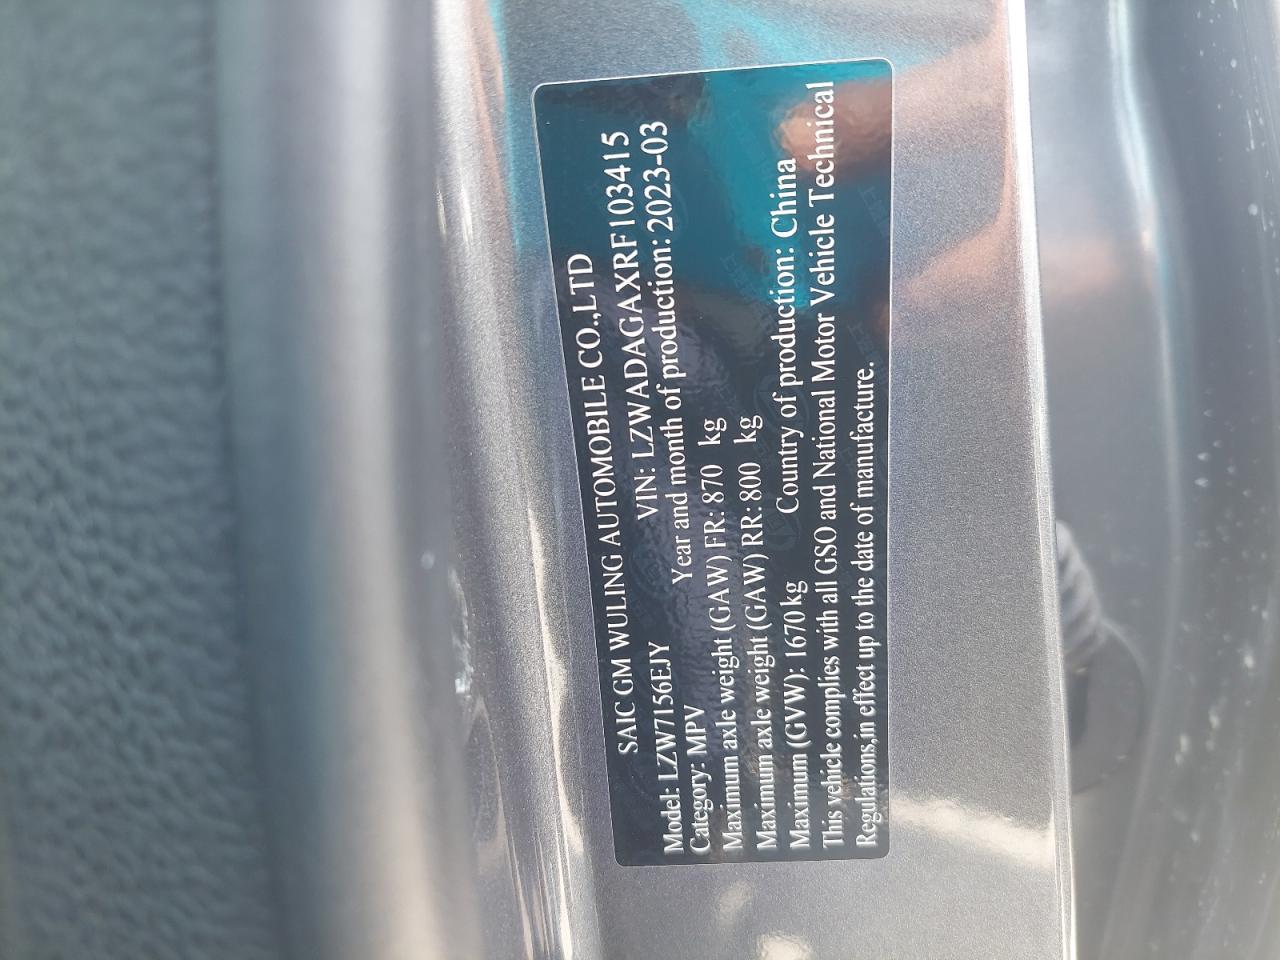 SAIC GM WULING AUTOMOBILE CO.,LTD
Model: LZW7156EJY VIN: LZWADAGAXRF103415
Category: MPV Year and month of production: 2023-03
Maximum axle weight (GAW) FR: 870 kg
Maximum axle weight (GAW) RR: 800 kg
Maximum (GVW): 1670 kg Country of production: China
This vehicle complies with all GSO and National Motor Vehicle Technical
Regulations,in effect up to the date of manufacture.